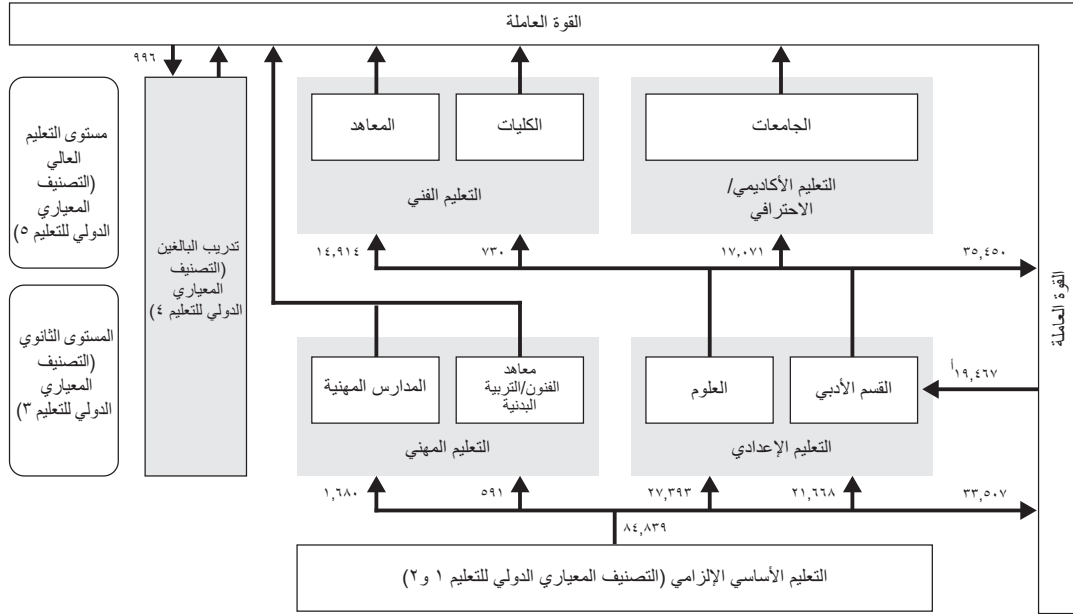 القوة العاملة
٩٩٦
الجامعات
التعليم الأكاديمي/
الاحترافي
الكليات
المعاهد
التعليم الفني
مستوى التعليم
العالي
(التصنيف
المعياري
الدولي للتعليم ٥)
تدريب البالغين
(التصنيف
المعياري
الدولي للتعليم ٤)
٣٥,٤٥٠
١٧,٠٧١
٧٣٠
١٤,٩١٤
القوة العاملة
المستوى الثانوي
(التصنيف
المعياري
الدولي للتعليم ٣)
١٩,٤٦٧أ
القسم الأدبي
العلوم
التعليم الإعدادي
معاهد
الفنون/التربية
البدنية
المدارس المهنية
التعليم المهني
٣٣,٥٠٧
٢١,٦٦٨
٢٧,٣٩٣
٥٩١
١,٦٨٠
٨٤,٨٣٩
التعليم الأساسي الإلزامي (التصنيف المعياري الدولي للتعليم ١ و٢)